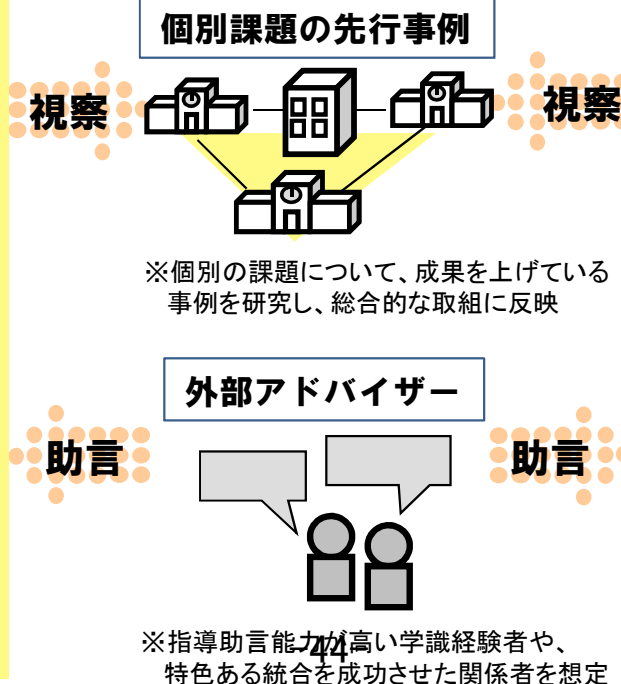 個別課題の先行事例
視察
視察
※個別の課題について、成果を上げている
事例を研究し、総合的な取組に反映
外部アドバイザー
助言
助言
※指導助言能力が高い学識経験者や、
-44-
特色ある統合を成功させた関係者を想定